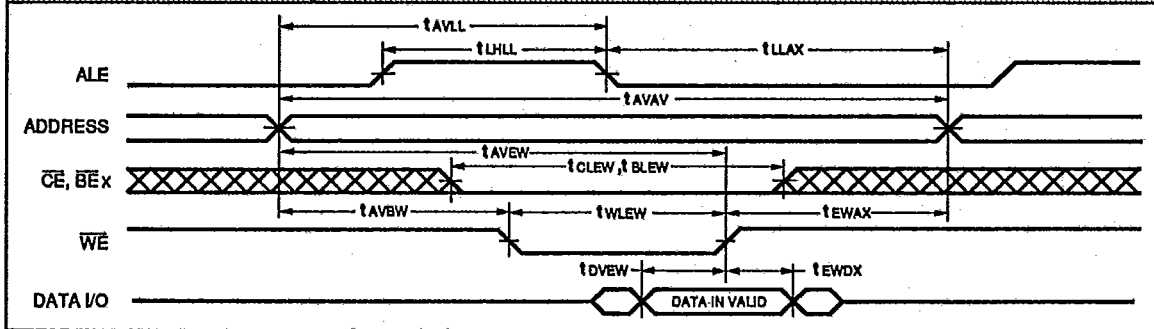 tAVLL
tLHLL
tLLAX
ALE
tAVAV
ADDRESS
tAVEW
tCLEW, tBLEW
CE, BEx
tAVBW
tWLEW
tEWAX
WE
tDVEW
tEWDX
DATA I/O
DATA-IN VALID